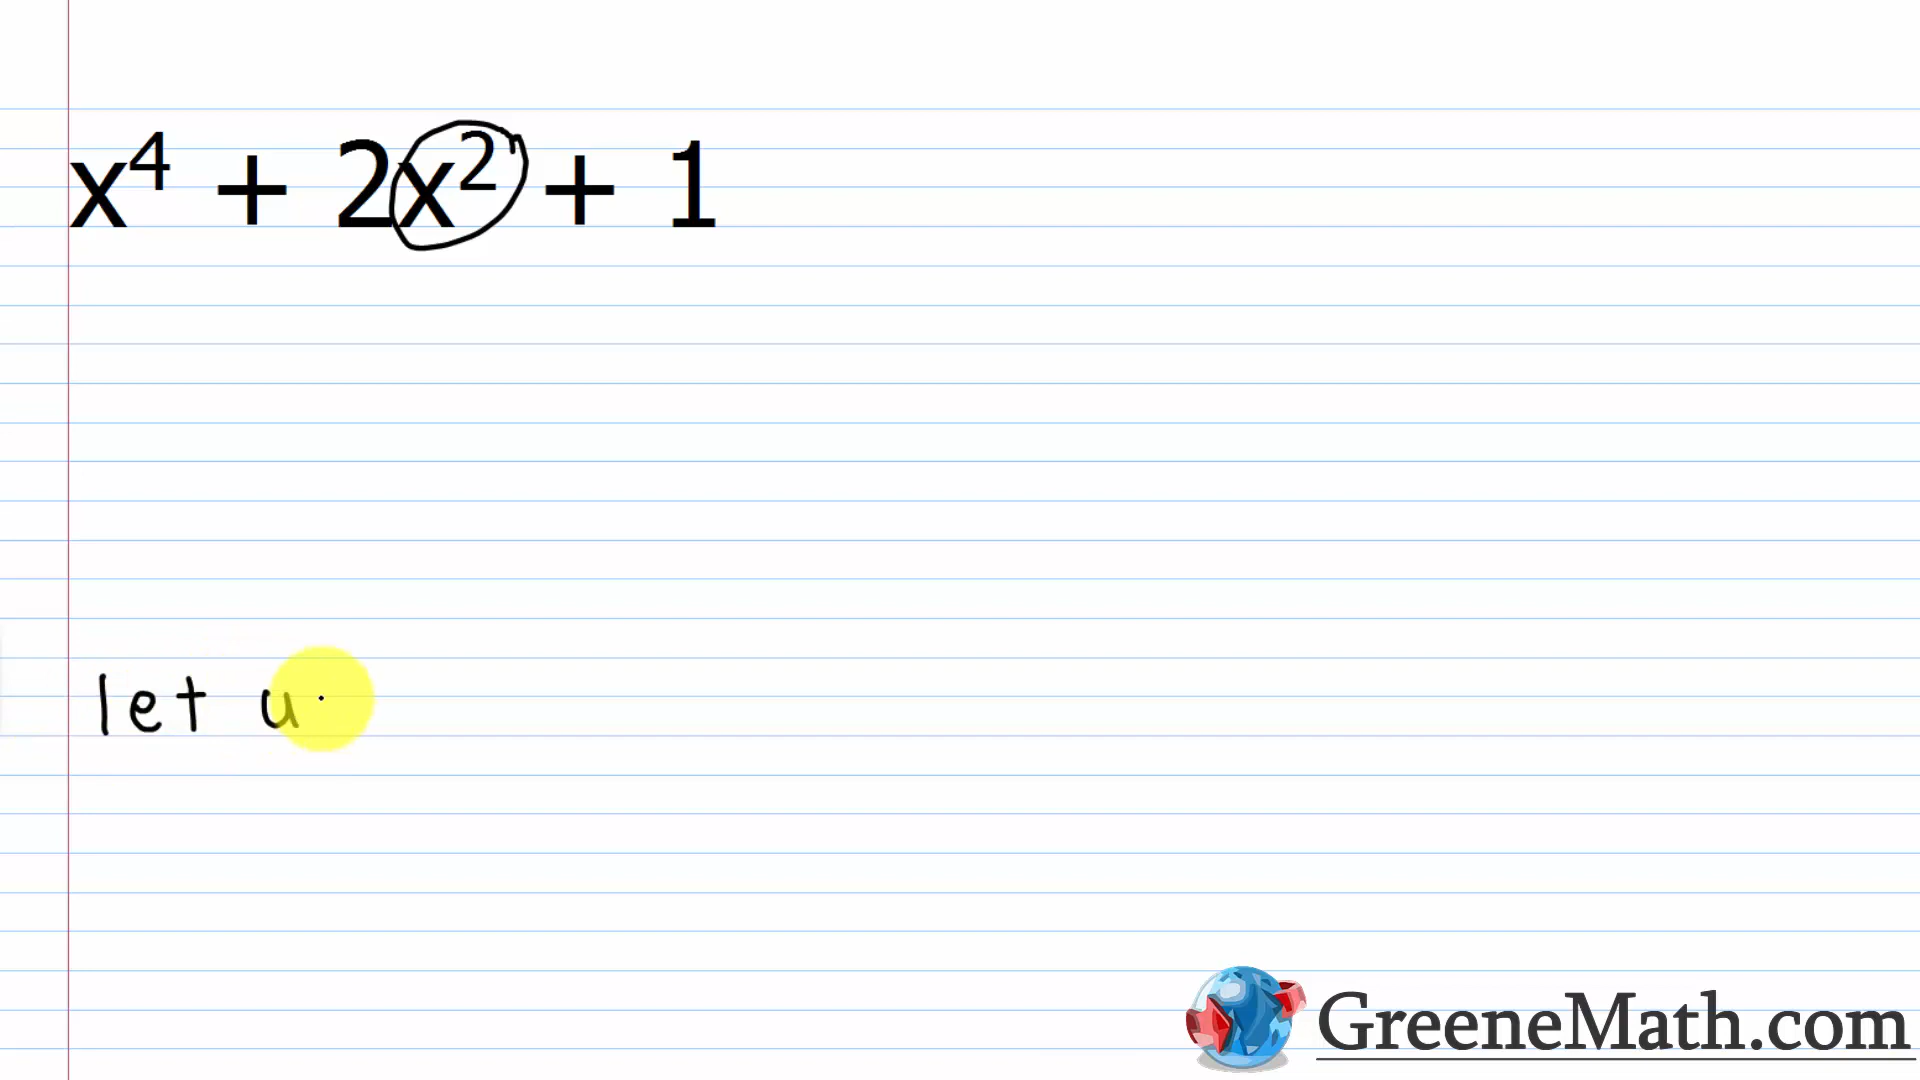 x⁴ + 2x² + 1
let u
GreeneMath.com